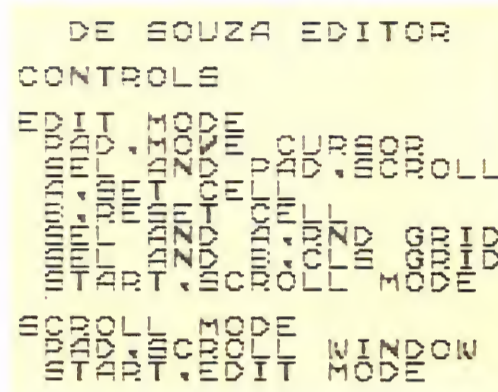 DE SOUZA EDITOR
CONTROLS
EDIT MODE
PAD.MOVE CURSOR
SEL AND PAD.SCROLL
A.SET CELL
B.RESET CELL
SEL AND A.RND GRID
SEL AND B.CLS GRID
START.SCROLL MODE
SCROLL MODE
PAD.SCROLL WINDOW
START.EDIT MODE